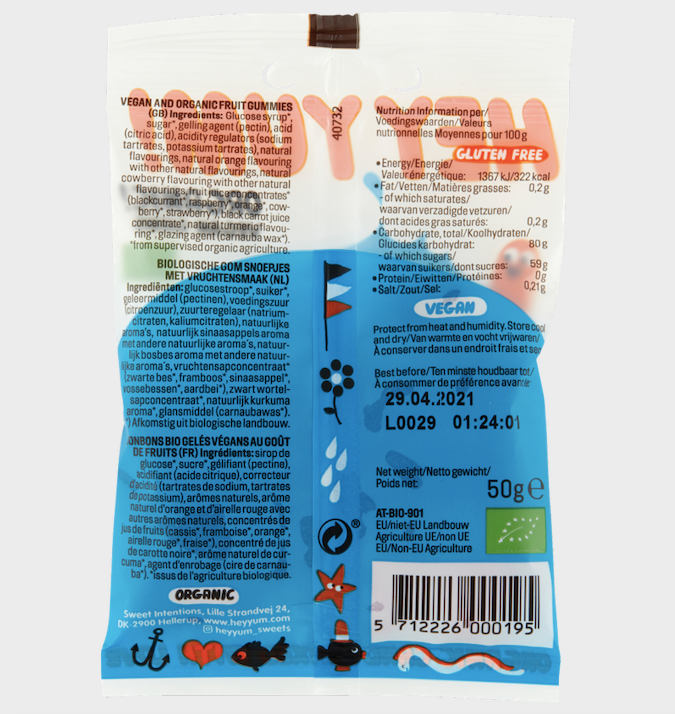 HEY YUM
40732
VEGAN AND ORGANIC FRUIT GUMMIES
(GB) Ingredients: Glucose syrup*,
sugar*, gelling agent (pectin), acid
(citric acid), acidity regulators (sodium
tartrates, potassium tartrates), natural
flavourings, natural orange flavouring
with other natural flavourings, natural
cowberry flavouring with other natural
flavourings, fruit juice concentrates*
(blackcurrant*, raspberry*, orange*, cow-
berry*, strawberry*), black carrot juice
concentrate*, natural turmeric flavou-
ring*, glazing agent (carnauba wax*).
*from supervised organic agriculture.
BIOLOGISCHE GOM SNOEPJES
MET VRUCHTENSMAAK (NL)
Ingrediënten: glucosestroop*, suiker*,
geleermiddel (pectinen), voedingszuur
(citroenzuur), zuurteregelaar (natrium-
citraten, kaliumcitraten), natuurlijke
aroma's, natuurlijk sinaasappels aroma
met andere natuurlijke aroma's, natuur-
lijk bosbes aroma met andere natuur-
lijke aroma's, vruchtensapconcentraat*
(zwarte bes*, framboos*, sinaasappel*,
vossebessen*, aardbei*), zwart wortel-
sapconcentraat*, natuurlijk kurkuma
aroma*, glansmiddel (carnaubawas*).
*) Afkomstig uit biologische landbouw.
BONBONS BIO GELÉS VÉGANS AU GOÛT
DE FRUITS (FR) Ingrédients: sirop de
glucose*, sucre*, gélifiant (pectine),
acidifiant (acide citrique), correcteur
d'acidité (tartrates de sodium, tartrates
de potassium), arômes naturels, arôme
naturel d'orange et d'airelle rouge avec
autres arômes naturels, concentrés de
jus de fruits (cassis*, framboise*, orange*,
airelle rouge*, fraise*), concentré de jus
de carotte noire*, arôme naturel de cur-
cuma*, agent d'enrobage (cire de carnau-
ba*). *issus de l'agriculture biologique.
ORGANIC
Sweet Intentions, Lille Strandvej 24,
DK-2900 Hellerup, www.heyyum.com
heyyum_sweets
Nutrition Information per/
Voedingswaarden/Valeurs
nutrionnelles Moyennes pour 100 g
GLUTEN FREE
•Energy/Energie/
Valeur énergétique: 1367 kJ/322 kcal
•Fat/Vetten/Matières grasses: 0,2 g
- of which saturates/
waarvan verzadigde vetzuren/
dont acides gras saturés: 0,2 g
•Carbohydrate, total/Koolhydraten/
Glucides karbohydrat: 80 g
- of which sugars/
waarvan suikers/dont sucres: 59 g
•Protein/Eiwitten/Protéines: 0g
•Salt/Zout/Sel: 0,21g
VEGAN
Protect from heat and humidity. Store cool
and dry/Van warmte en vocht vrijwaren/
À conserver dans un endroit frais et sec
Best before/Ten minste houdbaar tot/
À consommer de préférence avant:
29.04.2021
L0029 01:24:01
Net weight/Netto gewicht/
Poids net:
50g e
AT-BIO-901
EU/niet-EU Landbouw
Agriculture UE/non UE
EU/Non-EU Agriculture
®
5 712226 000195